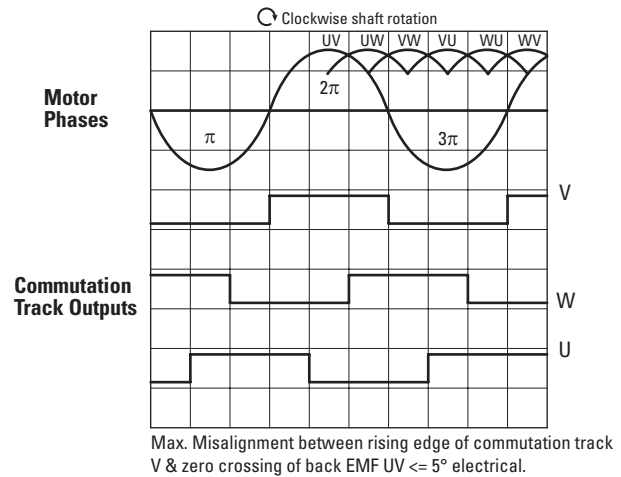 Clockwise shaft rotation
UV UW VW VU WU WV
2π
Motor
Phases
π
3π
V
Commutation
Track Outputs
W
U
Max. Misalignment between rising edge of commutation track
V & zero crossing of back EMF UV <= 5° electrical.